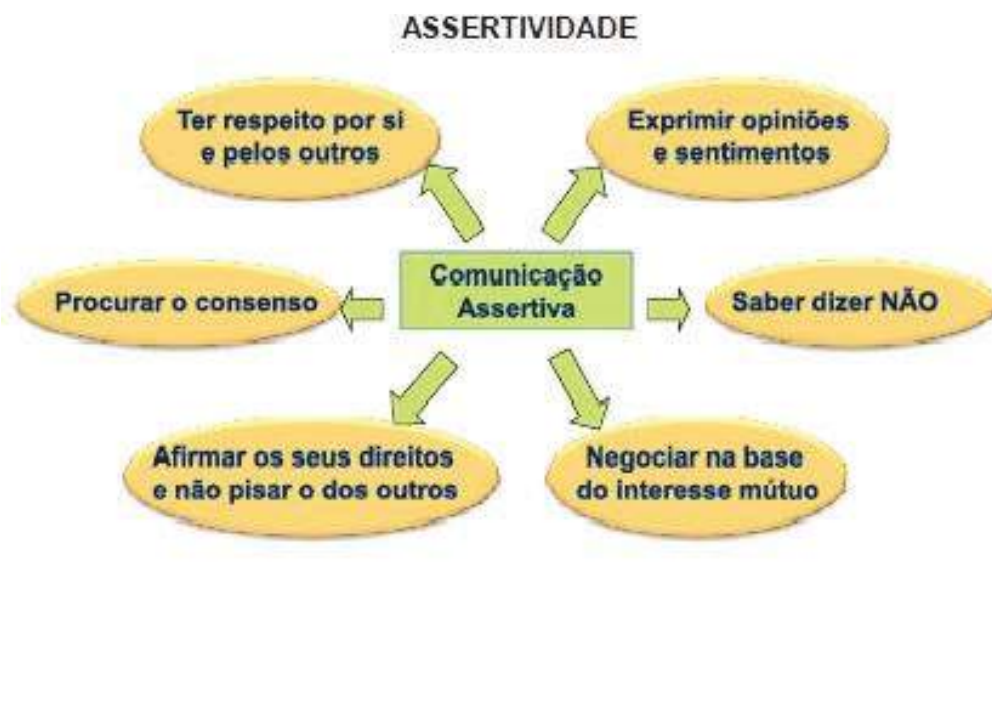 ASSERTIVIDADE
Ter respeito por si
e pelos outros
Exprimir opiniões
e sentimentos
Comunicação
Assertiva
Procurar o consenso
Saber dizer NÃO
Afirmar os seus direitos
e não pisar o dos outros
Negociar na base
do interesse mútuo